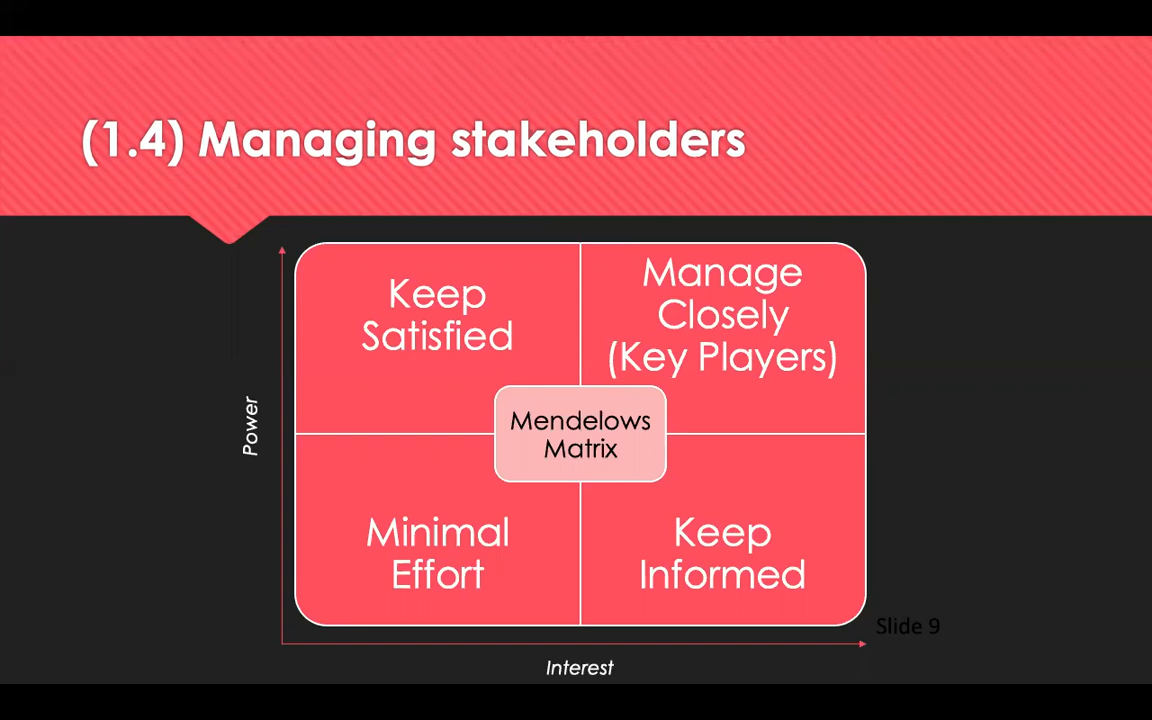 (1.4) Managing stakeholders
Keep
Satisfied
Manage
Closely
(Key Players)
Mendelows
Matrix
Minimal
Effort
Keep
Informed
Power
Interest
Slide 9